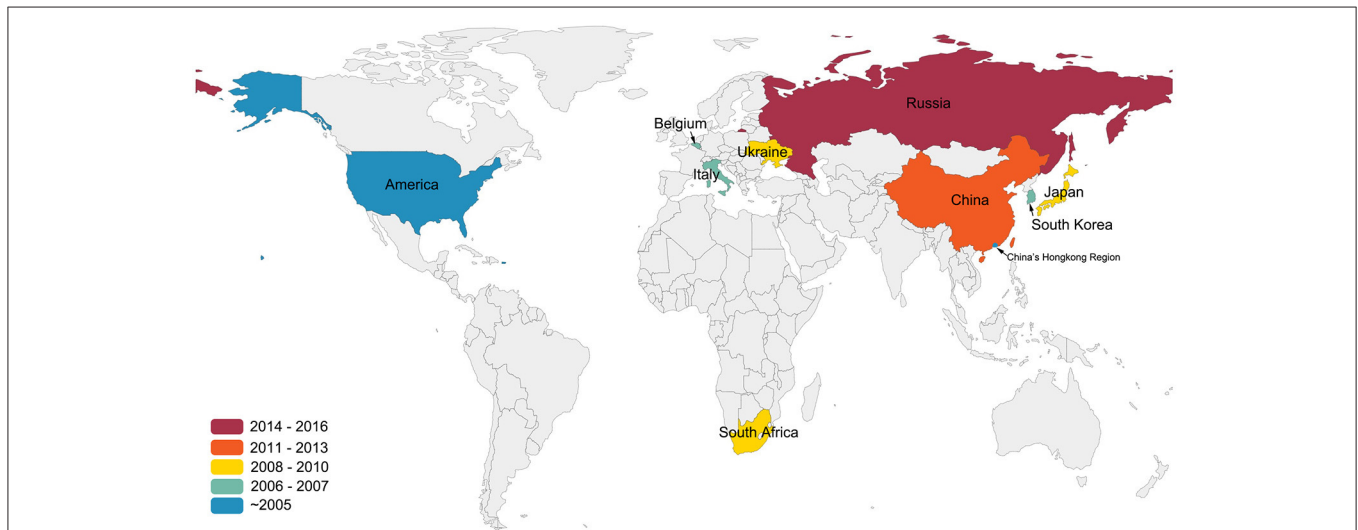 Russia
Belgium
Ukraine
Italy
America
China
Japan
South Korea
China's Hongkong Region
South Africa
2014 - 2016
2011 - 2013
2008 - 2010
2006 - 2007
~2005